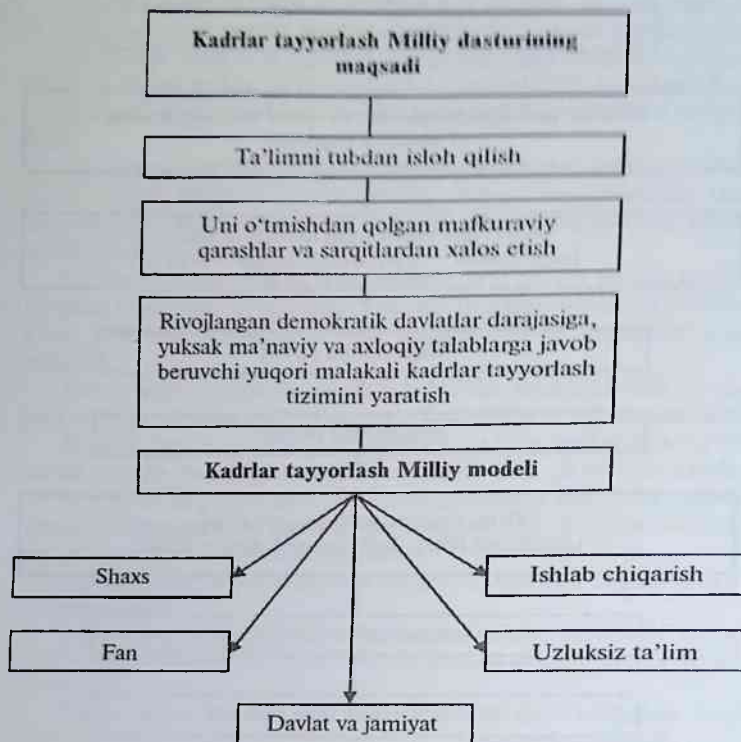 Kadrlar tayyorlash Milliy dasturining
maqsadi
Ta'limni tubdan isloh qilish
Uni o‘tmishdan qolgan mafkuraviy
qarashlar va sarqitlardan xalos etish
Rivojlangan demokratik davlatlar darajasiga,
yuksak ma'naviy va axloqiy talablarga javob
beruvchi yuqori malakali kadrlar tayyorlash
tizimini yaratish
Kadrlar tayyorlash Milliy modeli
Shaxs
Ishlab chiqarish
Fan
Uzluksiz ta'lim
Davlat va jamiyat